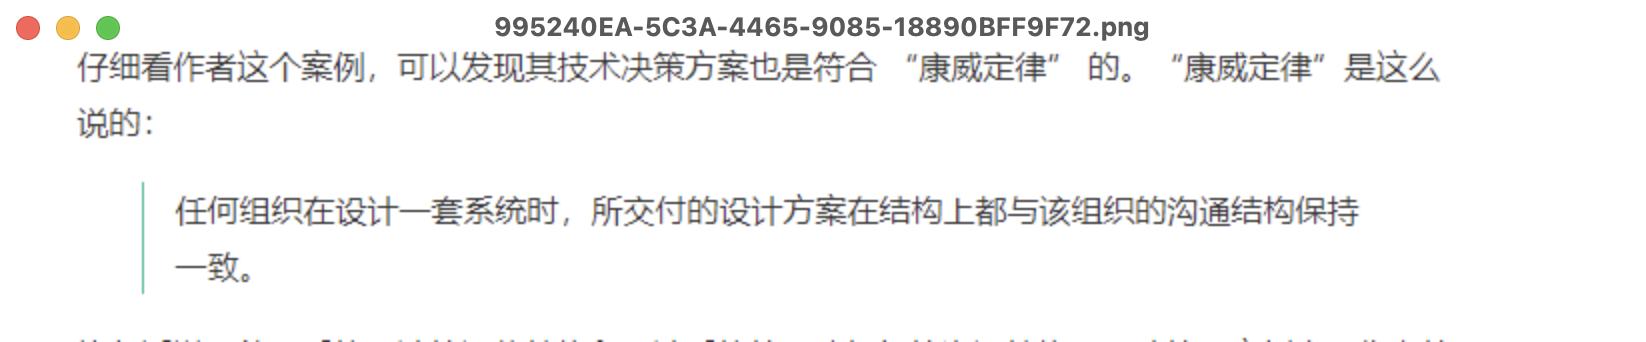 995240EA-5C3A-4465-9085-18890BFF9F72.png
仔细看作者这个案例，可以发现其技术决策方案也是符合 “康威定律” 的。 “康威定律”是这么
说的：
任何组织在设计一套系统时，所交付的设计方案在结构上都与该组织的沟通结构保持
一致。